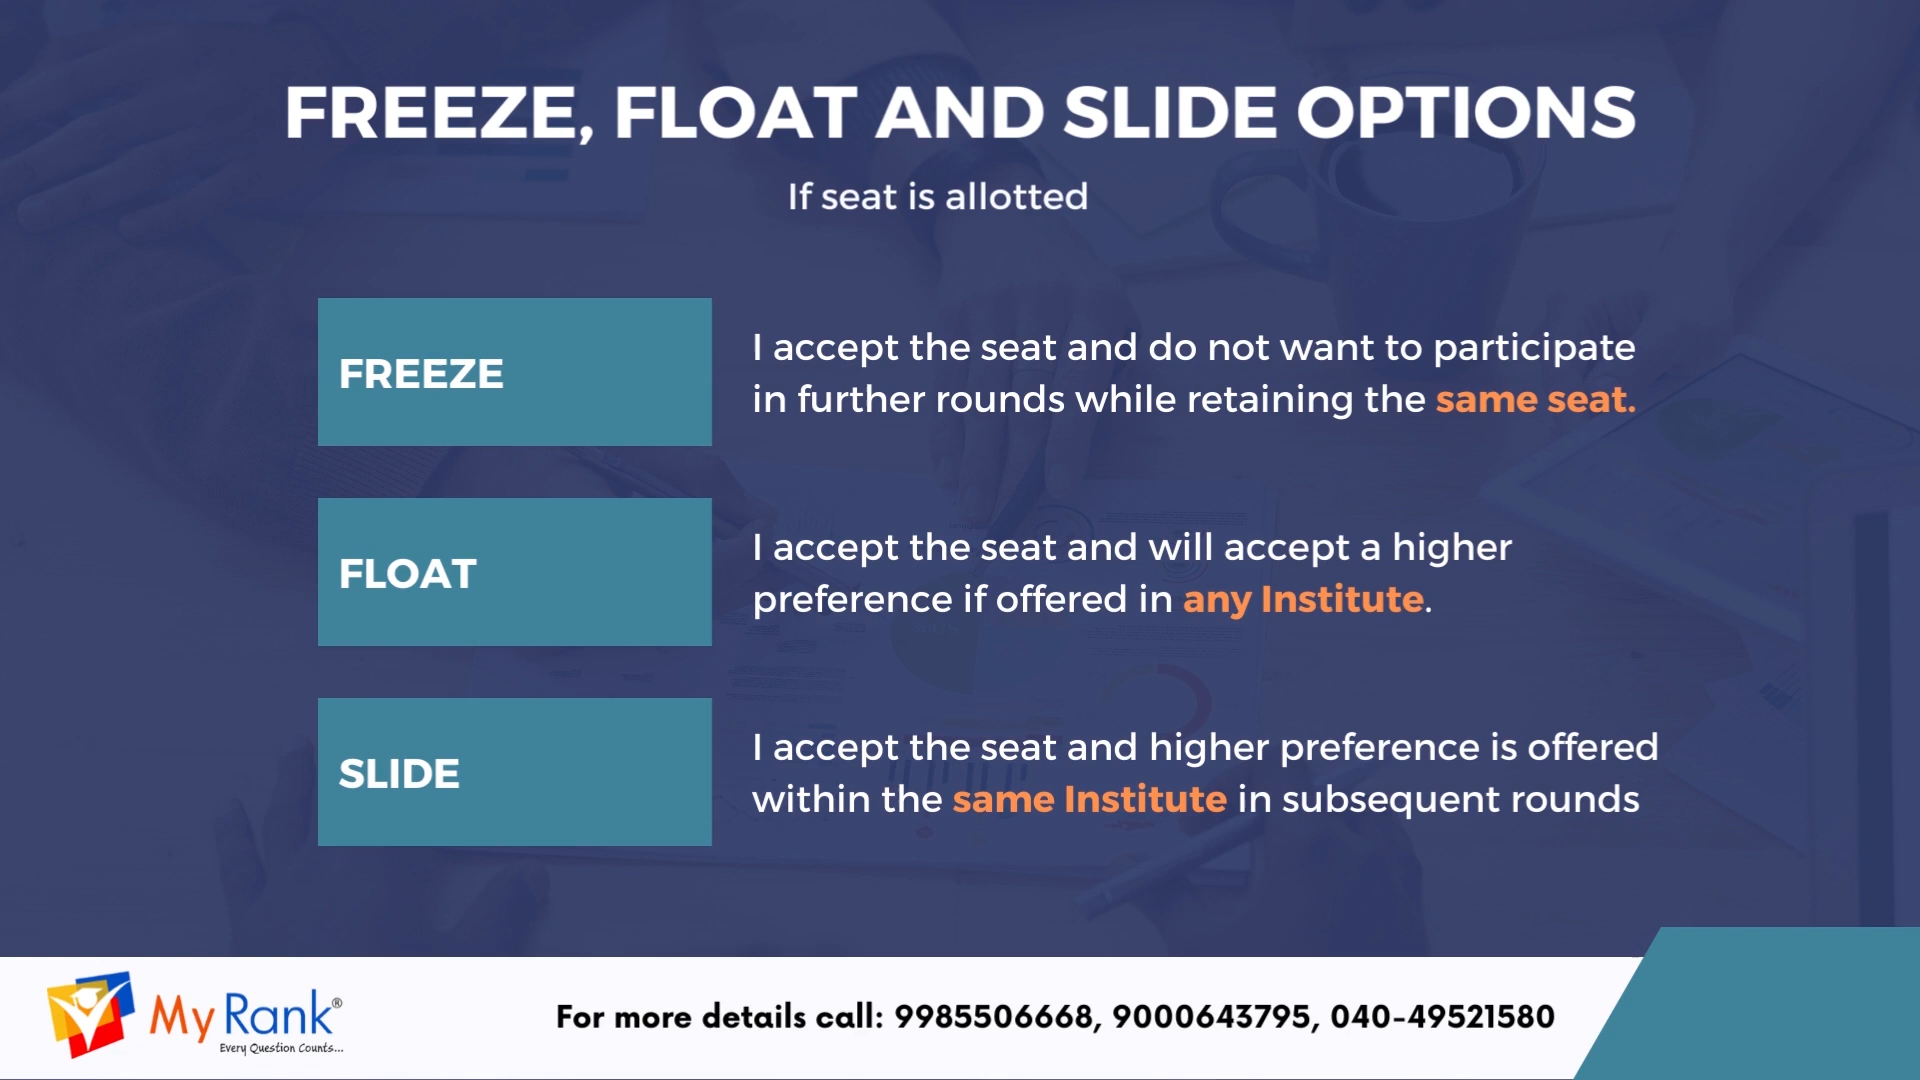 FREEZE, FLOAT AND SLIDE OPTIONS
If seat is allotted
FREEZE
I accept the seat and do not want to participate
in further rounds while retaining the same seat.
FLOAT
I accept the seat and will accept a higher
preference if offered in any Institute.
SLIDE
I accept the seat and higher preference is offered
within the same Institute in subsequent rounds
My Rank®
Every Question Counts...
For more details call: 9985506668, 9000643795, 040-49521580